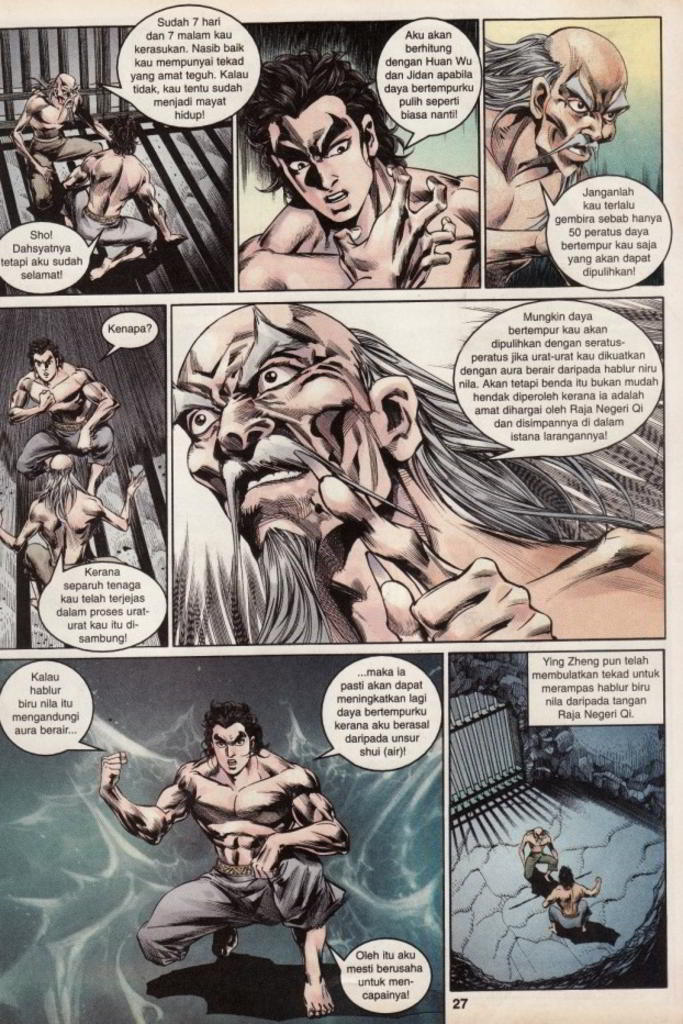 Sudah 7 hari
dan 7 malam kau
kerasukan. Nasib baik
kau mempunyai tekad
yang amat teguh. Kalau
tidak, kau tentu sudah
menjadi mayat
hidup!
Sho!
Dahsyatnya
tetapi aku sudah
selamat!
Aku akan
berhitung
dengan Huan Wu
dan Jidan apabila
daya bertempurku
pulih seperti
biasa nanti!
Janganlah
kau terlalu
gembira sebab hanya
50 peratus daya
bertempur kau saja
yang akan dapat
dipulihkan!
Kenapa?
Kerana
separuh tenaga
kau telah terjejas
dalam proses urat-
urat kau itu di-
sambung!
Mungkin daya
bertempur kau akan
dipulihkan dengan seratus-
peratus jika urat-urat kau dikuatkan
dengan aura berair daripada hablur niru
nila. Akan tetapi benda itu bukan mudah
hendak diperoleh kerana ia adalah
amat dihargai oleh Raja Negeri Qi
dan disimpannya di dalam
istana larangannya!
Kalau
hablur
biru nila itu
mengandungi
aura berair...
...maka ia
pasti akan dapat
meningkatkan lagi
daya bertempurku
kerana aku berasal
daripada unsur
shui (air)!
Oleh itu aku
mesti berusaha
untuk men-
capainya!
Ying Zheng pun telah
membulatkan tekad untuk
merampas hablur biru
nila daripada tangan
Raja Negeri Qi.
27